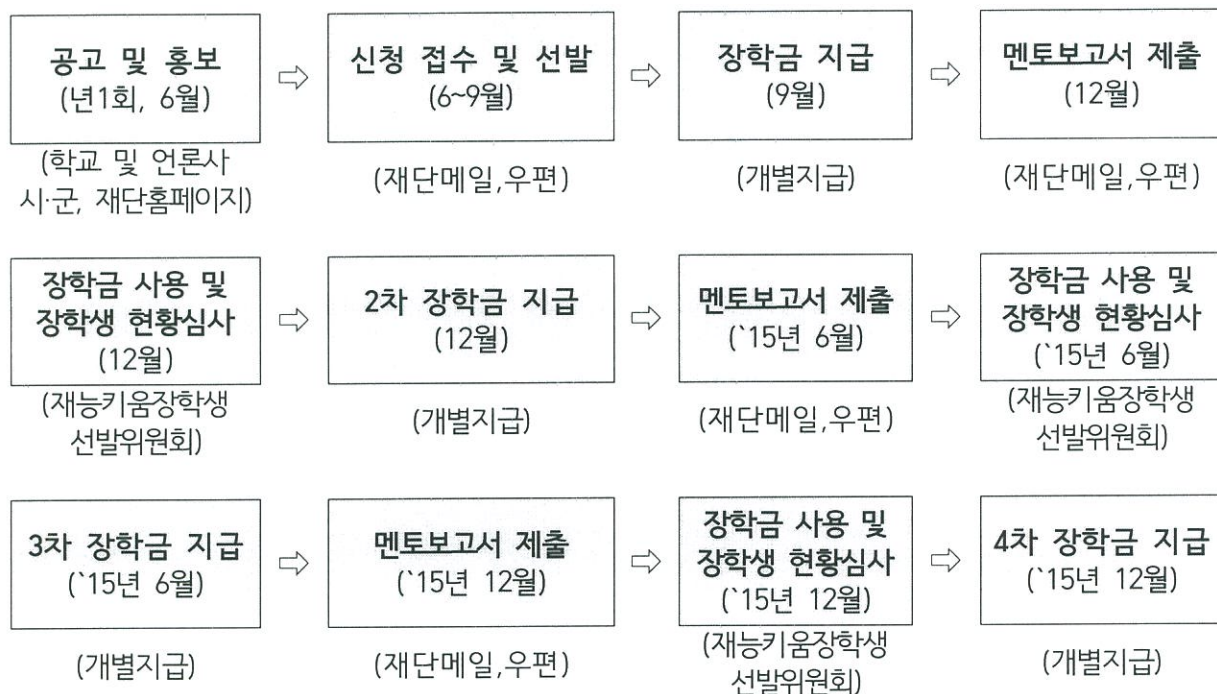 공고 및 홍보
(년1회, 6월)
(학교 및 언론사
시·군, 재단홈페이지)
⇨
신청 접수 및 선발
(6~9월)
(재단메일,우편)
⇨
장학금 지급
(9월)
(개별지급)
⇨
멘토보고서 제출
(12월)
(재단메일,우편)
장학금 사용 및
장학생 현황심사
(12월)
(재능키움장학생
선발위원회)
⇨
2차 장학금 지급
(12월)
(개별지급)
⇨
멘토보고서 제출
(`15년 6월)
(재단메일,우편)
⇨
장학금 사용 및
장학생 현황심사
(`15년 6월)
(재능키움장학생
선발위원회)
3차 장학금 지급
(`15년 6월)
(개별지급)
⇨
멘토보고서 제출
(`15년 12월)
(재단메일,우편)
⇨
장학금 사용 및
장학생 현황심사
(`15년 12월)
(재능키움장학생
선발위원회)
⇨
4차 장학금 지급
(`15년 12월)
(개별지급)